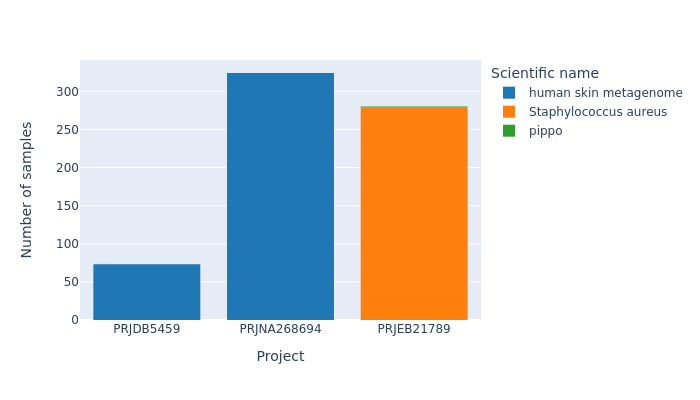 Scientific name
human skin metagenome
Staphylococcus aureus
pippo
Number of samples
300
250
200
150
100
50
0
PRJDB5459 PRJNA268694 PRJEB21789
Project